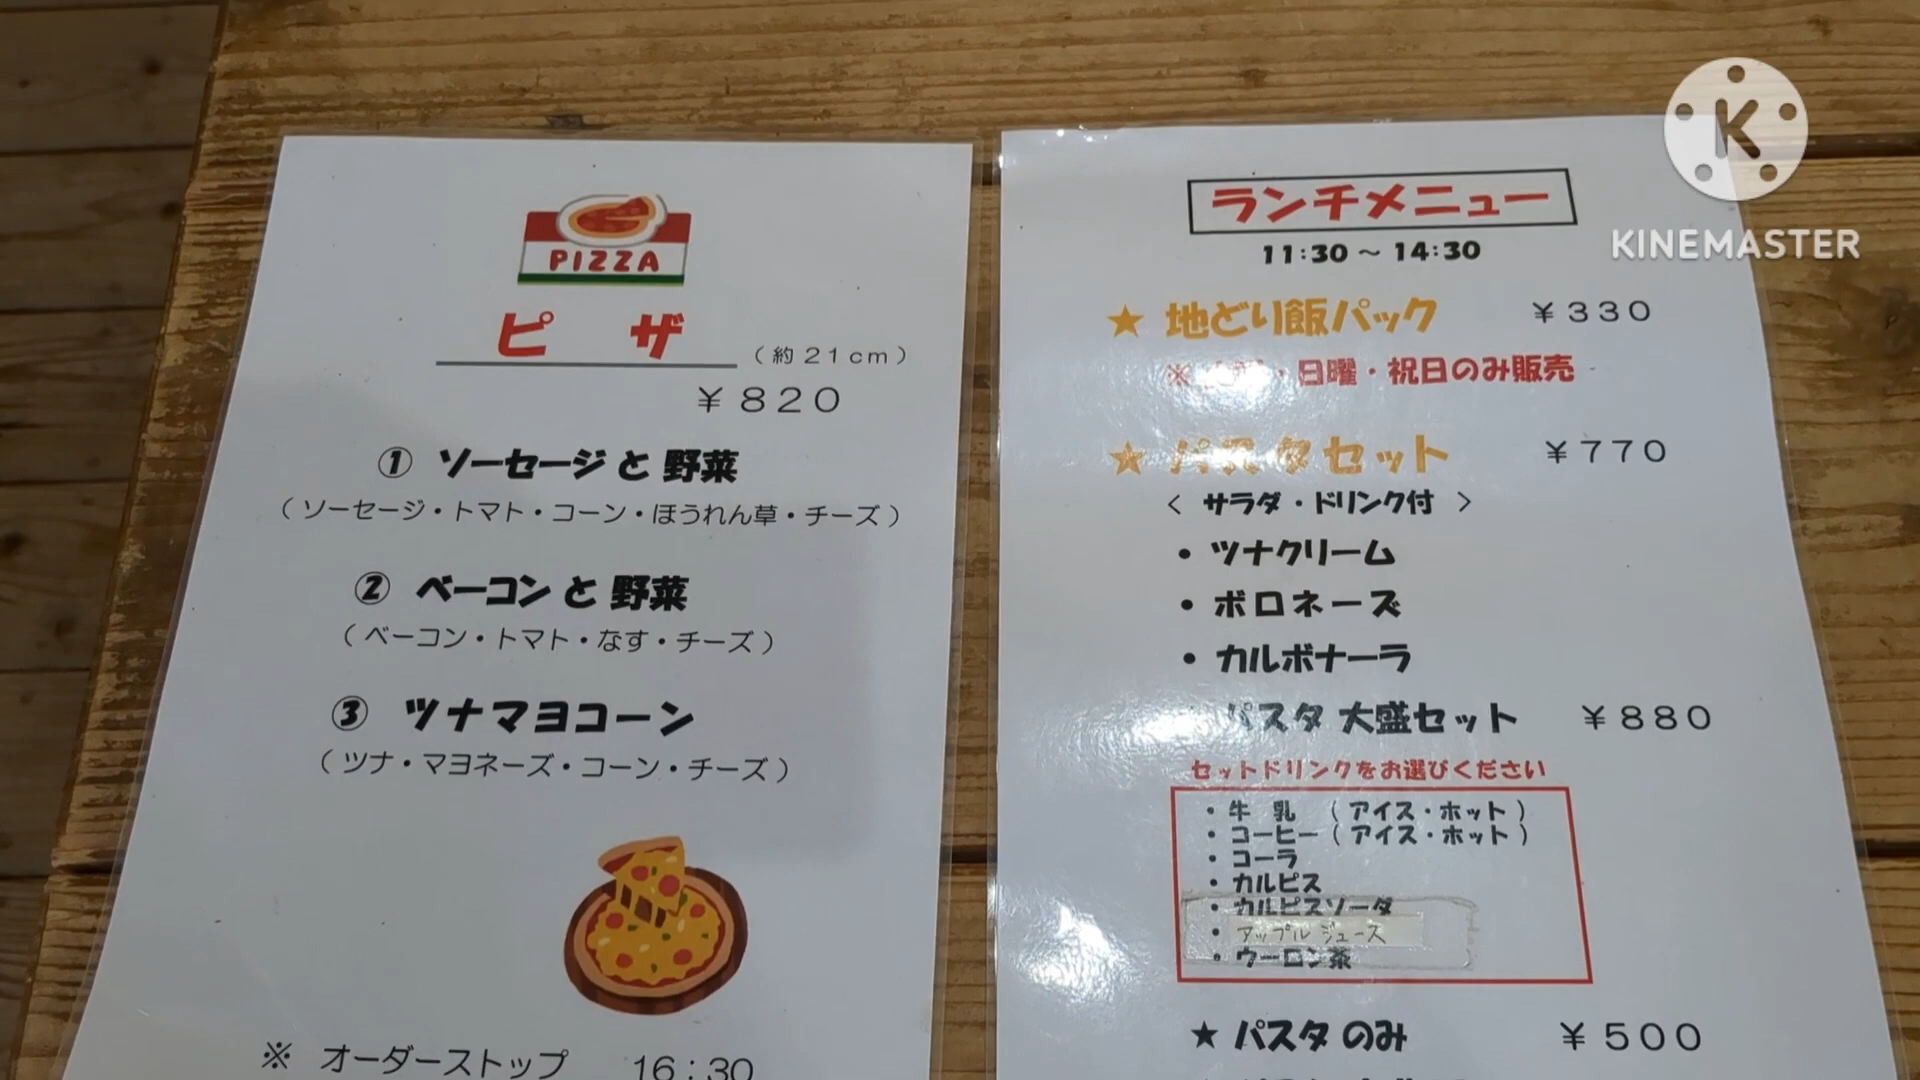 PIZZA
ピザ
（約21cm）
￥820
① ソーセージと野菜
（ソーセージ・トマト・コーン・ほうれん草・チーズ）
② ベーコンと野菜
（ベーコン・トマト・なす・チーズ）
③ ツナマヨコーン
（ツナ・マヨネーズ・コーン・チーズ）
※ オーダーストップ 16:30
ランチメニュー
11:30～14:30
★ 地どり飯パック ￥330
※ ・日曜・祝日のみ販売
★ パスタセット ￥770
< サラダ・ドリンク付 >
・ ツナクリーム
・ ボロネーズ
・ カルボナーラ
パスタ 大盛セット ￥880
セットドリンクをお選びください
・牛 乳 （アイス・ホット）
・コーヒー（アイス・ホット）
・コーラ
・カルピス
・カルピスソーダ
・アップルジュース
・ウーロン茶
★ パスタ のみ ￥500
K
KINEMASTER